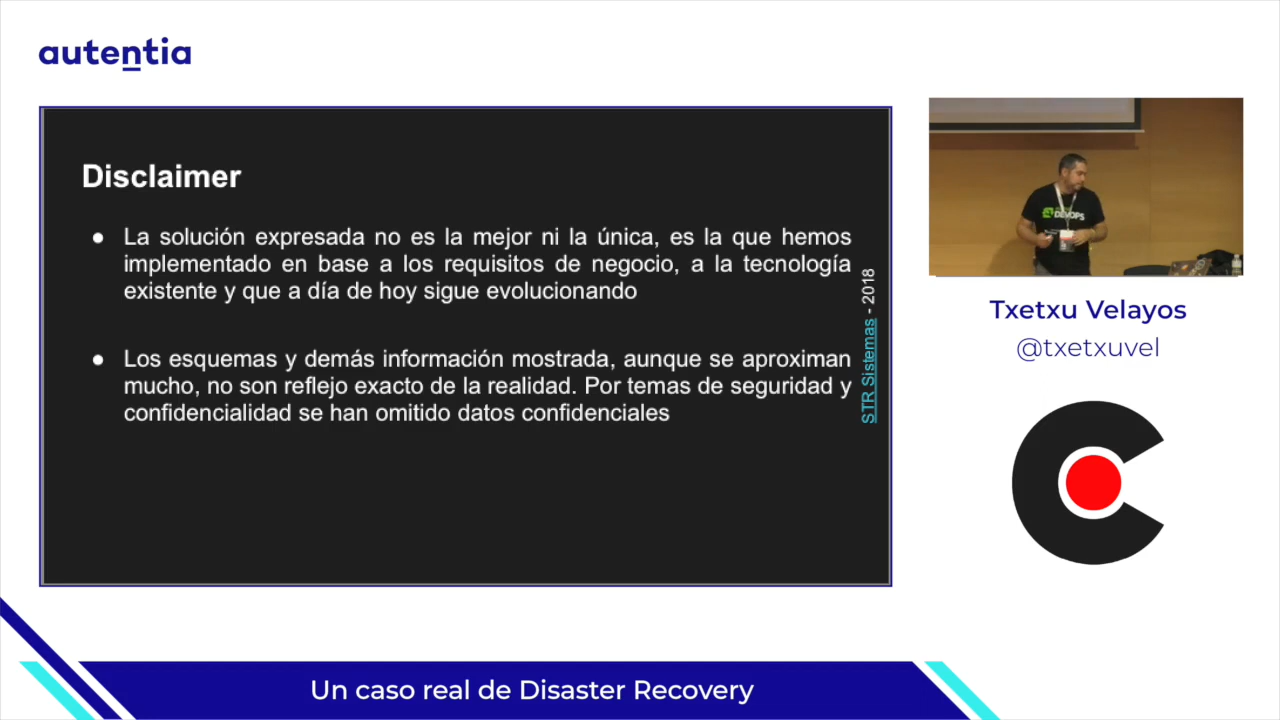 autentia
Disclaimer
● La solución expresada no es la mejor ni la única, es la que hemos
implementado en base a los requisitos de negocio, a la tecnología
existente y que a día de hoy sigue evolucionando
● Los esquemas y demás información mostrada, aunque se aproximan
mucho, no son reflejo exacto de la realidad. Por temas de seguridad y
confidencialidad se han omitido datos confidenciales
STR Sistemas - 2018
DEVOPS
Txetxu Velayos
@txetxuvel
Un caso real de Disaster Recovery